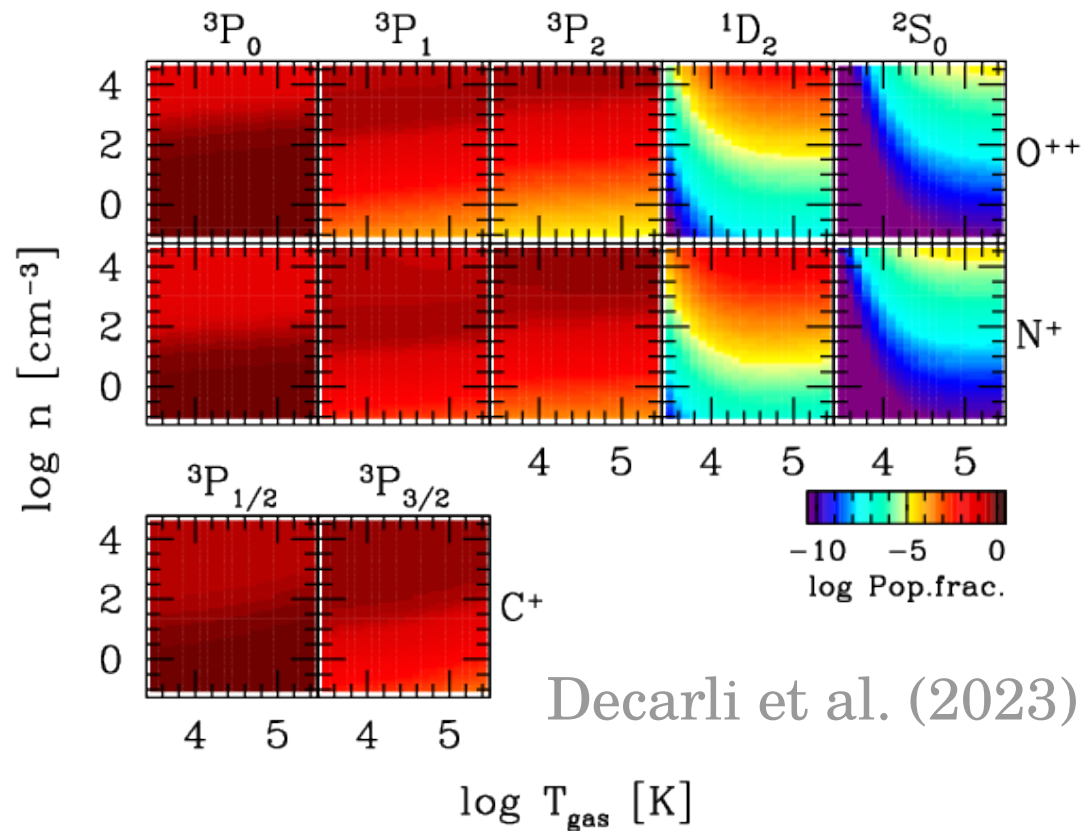 ³P₀ ³P₁ ³P₂ ¹D₂ ²S₀
4
2
0
O⁺⁺
4
2
0
N⁺
log n [cm⁻³]
4 5 4 5 4 5
³P₁/₂ ³P₃/₂
4
2
0
C⁺
−10 −5 0
log Pop.frac.
Decarli et al. (2023)
4 5 4 5
log T_gas [K]